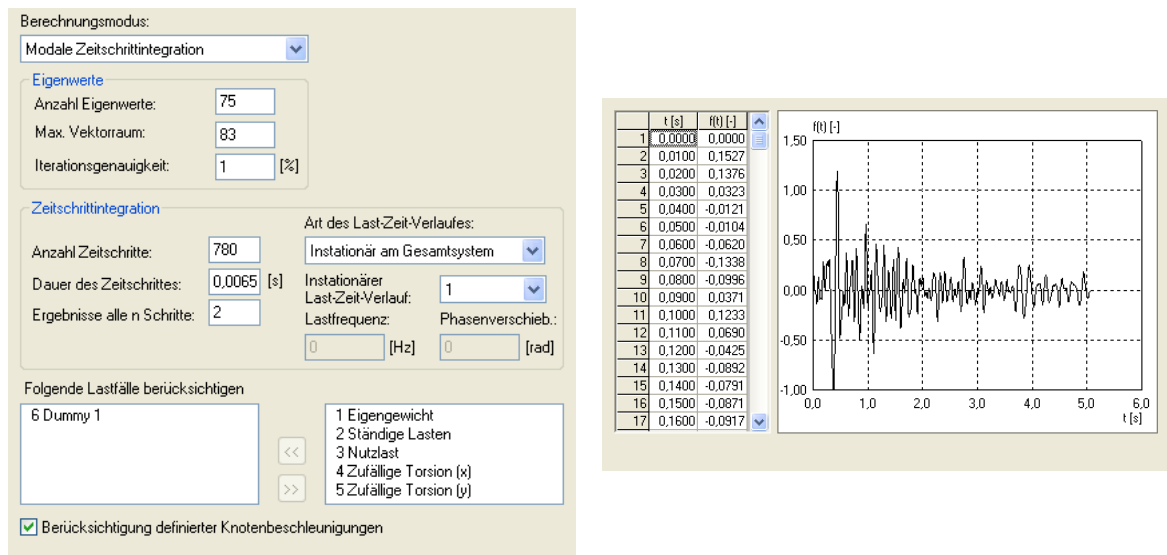 Berechnungsmodus:
Modale Zeitschrittintegration
Eigenwerte
Anzahl Eigenwerte: 75
Max. Vektorraum: 83
Iterationsgenauigkeit: 1 [%]
Zeitschrittintegration
Anzahl Zeitschritte: 780
Dauer des Zeitschrittes: 0,0065 [s]
Ergebnisse alle n Schritte: 2
Art des Last-Zeit-Verlaufes:
Instationär am Gesamtsystem
Instationärer
Last-Zeit-Verlauf: 1
Lastfrequenz: Phasenverschieb.:
0 [Hz] 0 [rad]
Folgende Lastfälle berücksichtigen
6 Dummy 1
<<
>>
1 Eigengewicht
2 Ständige Lasten
3 Nutzlast
4 Zufällige Torsion (x)
5 Zufällige Torsion (y)
Berücksichtigung definierter Knotenbeschleunigungen
t [s] f(t) [-]
1 0,0000 0,0000
2 0,0100 0,1527
3 0,0200 0,1376
4 0,0300 0,0323
5 0,0400 -0,0121
6 0,0500 -0,0104
7 0,0600 -0,0620
8 0,0700 -0,1338
9 0,0800 -0,0996
10 0,0900 0,0371
11 0,1000 0,1233
12 0,1100 0,0690
13 0,1200 -0,0425
14 0,1300 -0,0892
15 0,1400 -0,0791
16 0,1500 -0,0871
17 0,1600 -0,0917
f(t) [-]
1,50
1,00
0,50
0,00
-0,50
-1,00
0,0 1,0 2,0 3,0 4,0 5,0 6,0
t [s]